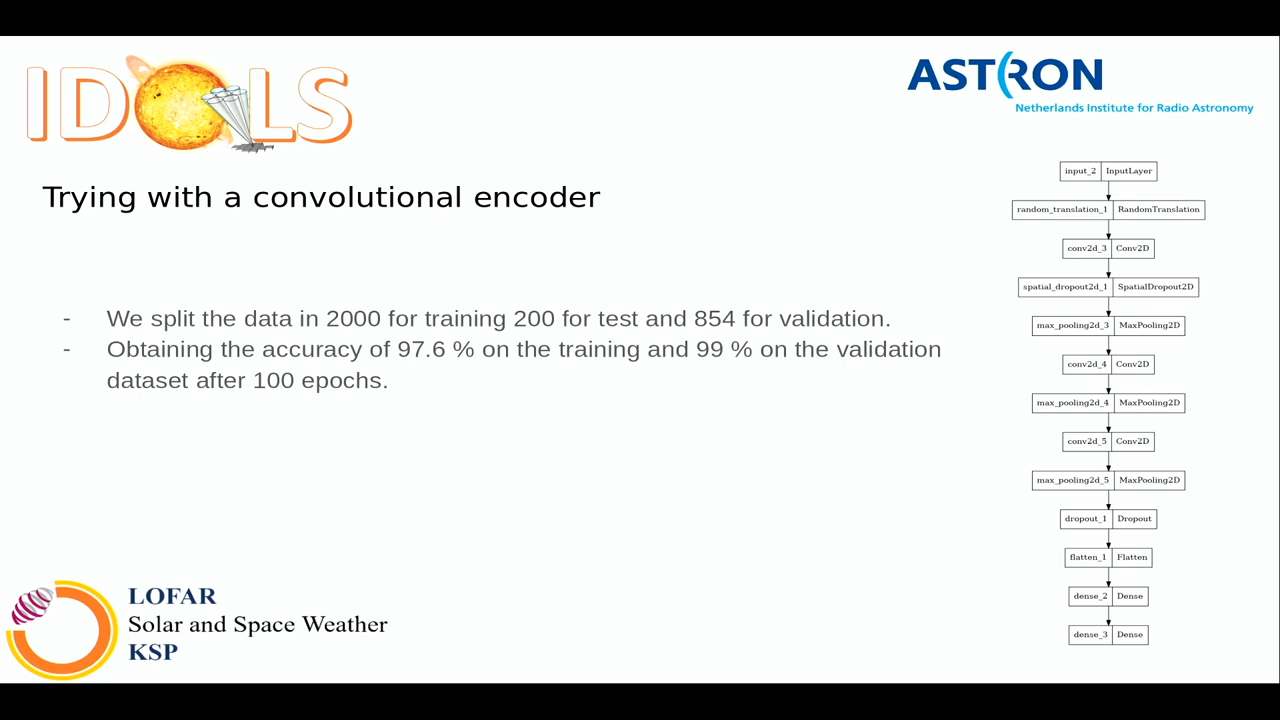 IDOLS
ASTRON
Netherlands Institute for Radio Astronomy
Trying with a convolutional encoder
- We split the data in 2000 for training 200 for test and 854 for validation.
- Obtaining the accuracy of 97.6 % on the training and 99 % on the validation
dataset after 100 epochs.
input_2 InputLayer
random_translation_1 RandomTranslation
conv2d_3 Conv2D
spatial_dropout2d_1 SpatialDropout2D
max_pooling2d_3 MaxPooling2D
conv2d_4 Conv2D
max_pooling2d_4 MaxPooling2D
conv2d_5 Conv2D
max_pooling2d_5 MaxPooling2D
dropout_1 Dropout
flatten_1 Flatten
dense_2 Dense
dense_3 Dense
LOFAR
Solar and Space Weather
KSP